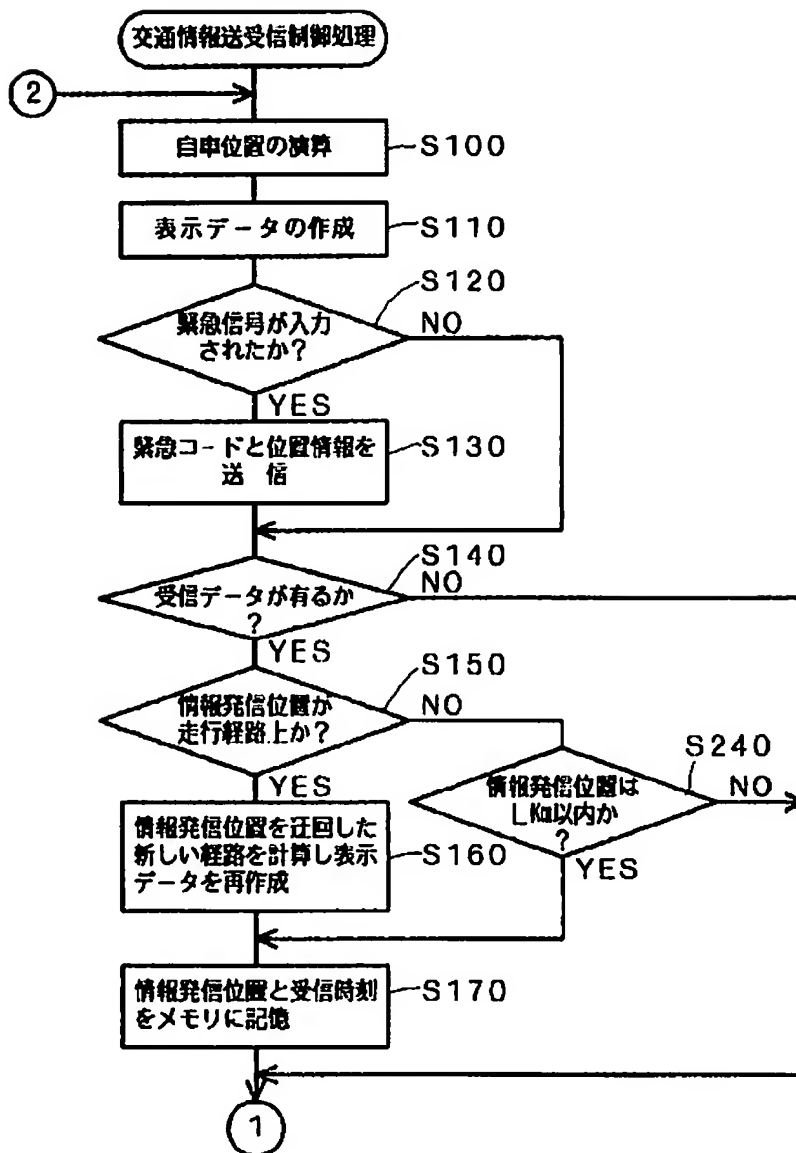 交通情報送受信制御処理
2
自車位置の演算
S100
表示データの作成
S110
S120
緊急信号が入力
されたか?
NO
YES
緊急コードと位置情報を
送 信
S130
S140
受信データが有るか
?
NO
YES
S150
情報発信位置が
走行経路上か?
NO
YES
S240
情報発信位置は
LKm以内か
?
NO
YES
情報発信位置を迂回した
新しい経路を計算し表示
データを再作成
S160
情報発信位置と受信時刻
をメモリに記憶
S170
1